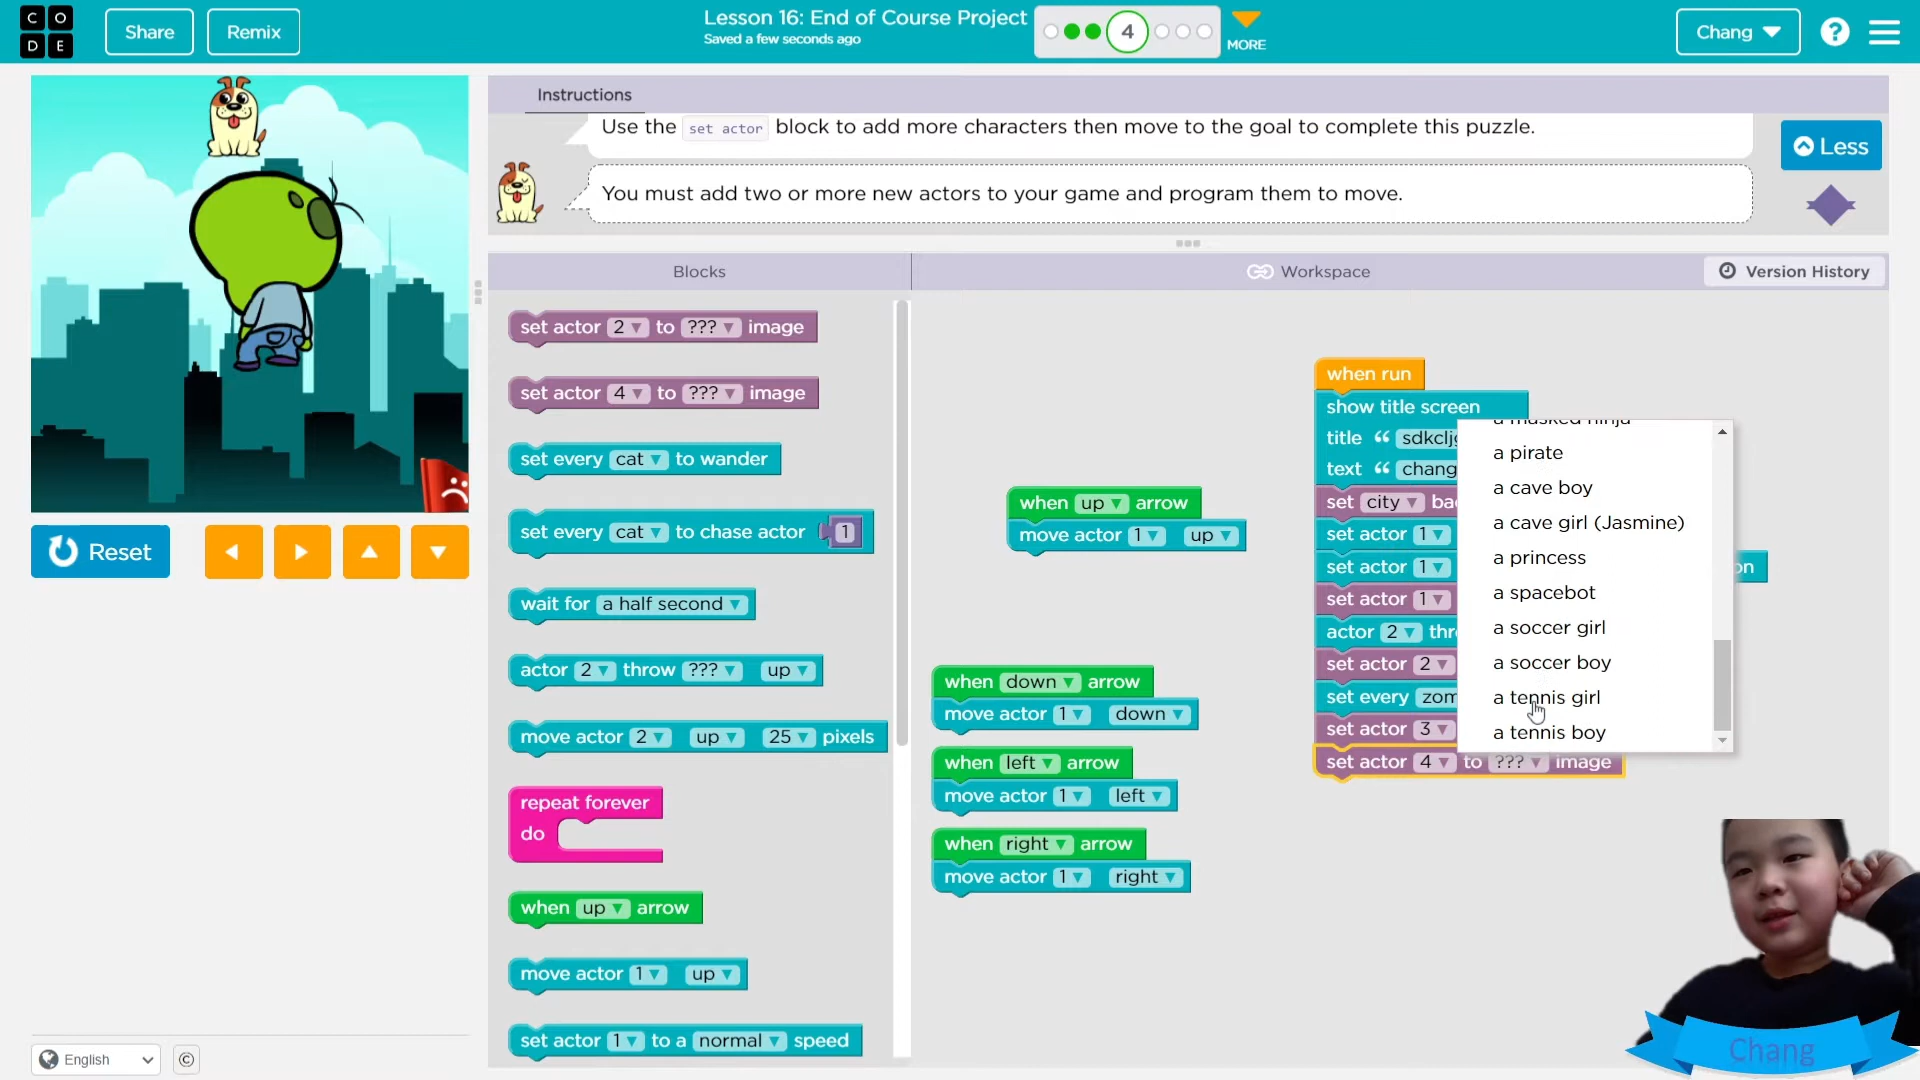 C O
D E
Share
Remix
Lesson 16: End of Course Project
Saved a few seconds ago
4
MORE
Chang
?
Instructions
Use the set actor block to add more characters then move to the goal to complete this puzzle.
You must add two or more new actors to your game and program them to move.
Less
Blocks
Workspace
Version History
Reset
English
©
set actor 2 to ??? image
set actor 4 to ??? image
set every cat to wander
set every cat to chase actor 1
wait for a half second
actor 2 throw ??? up
move actor 2 up 25 pixels
repeat forever
do
when up arrow
move actor 1 up
set actor 1 to a normal speed
when up arrow
move actor 1 up
when down arrow
move actor 1 down
when left arrow
move actor 1 left
when right arrow
move actor 1 right
when run
show title screen
title “
text “ chang
set city
set actor 1
set actor 1
set actor 1
actor 2
set actor 2
set every
set actor 3
set actor 4 to ??? image
a masked ninja
a pirate
a cave boy
a cave girl (Jasmine)
a princess
a spacebot
a soccer girl
a soccer boy
a tennis girl
a tennis boy
Chang